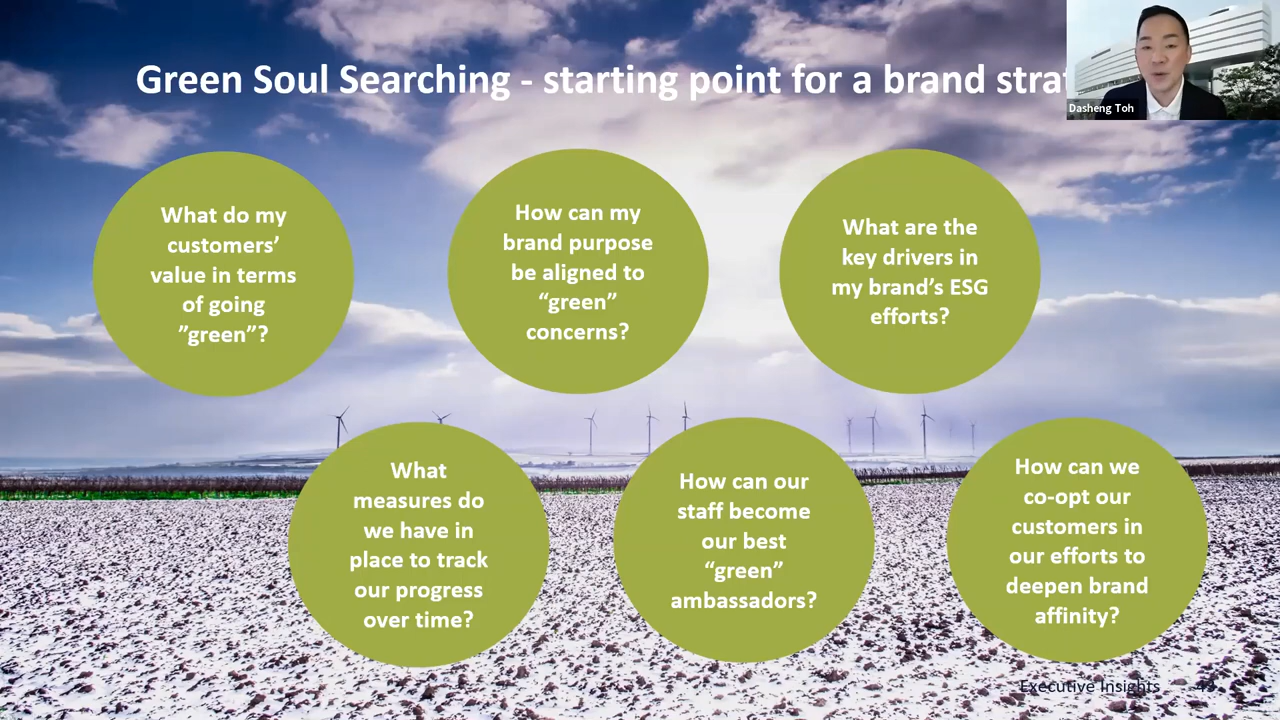 Green Soul Searching - starting point for a brand strat
Dasheng Toh
What do my
customers’
value in terms
of going
”green”?
How can my
brand purpose
be aligned to
“green”
concerns?
What are the
key drivers in
my brand’s ESG
efforts?
What
measures do
we have in
place to track
our progress
over time?
How can our
staff become
our best
“green”
ambassadors?
How can we
co-opt our
customers in
our efforts to
deepen brand
affinity?
Executive Insights